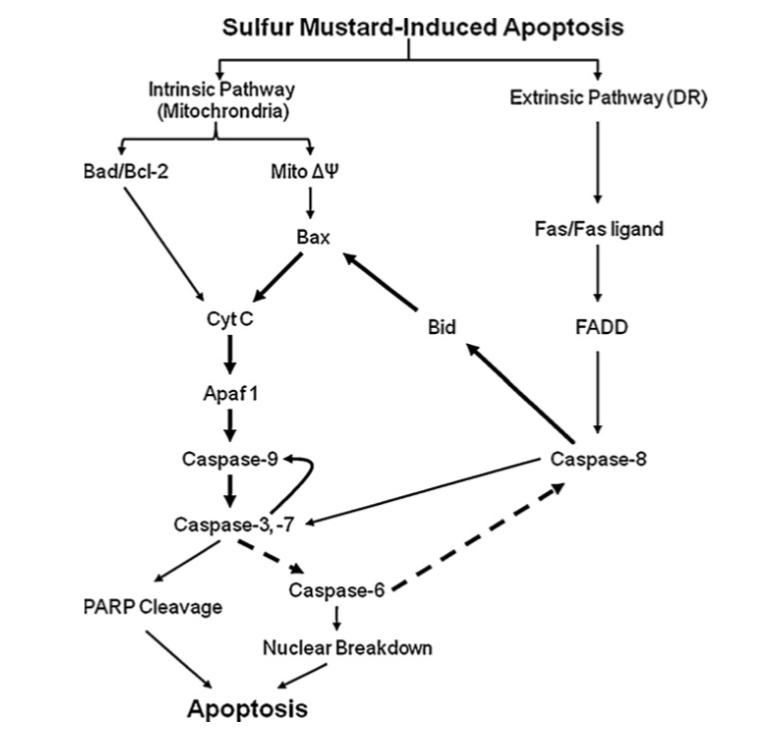 Sulfur Mustard-Induced Apoptosis
Intrinsic Pathway
(Mitochrondria)
Extrinsic Pathway (DR)
Bad/Bcl-2
Mito ΔΨ
Bax
Fas/Fas ligand
Cyt C
Bid
FADD
Apaf 1
Caspase-9
Caspase-8
Caspase-3, -7
Caspase-6
PARP Cleavage
Nuclear Breakdown
Apoptosis